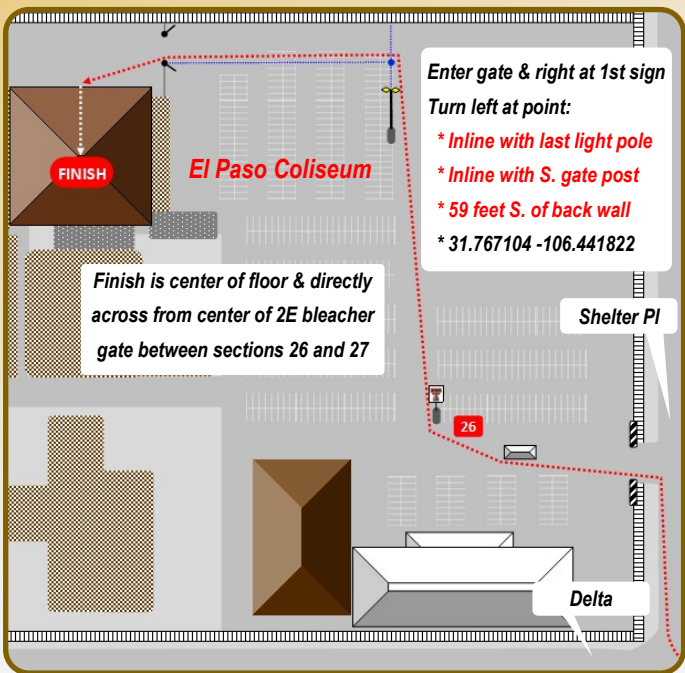 Enter gate & right at 1st sign
Turn left at point:
* Inline with last light pole
* Inline with S. gate post
* 59 feet S. of back wall
* 31.767104 -106.441822
El Paso Coliseum
FINISH
Finish is center of floor & directly
across from center of 2E bleacher
gate between sections 26 and 27
Shelter Pl
26
Delta